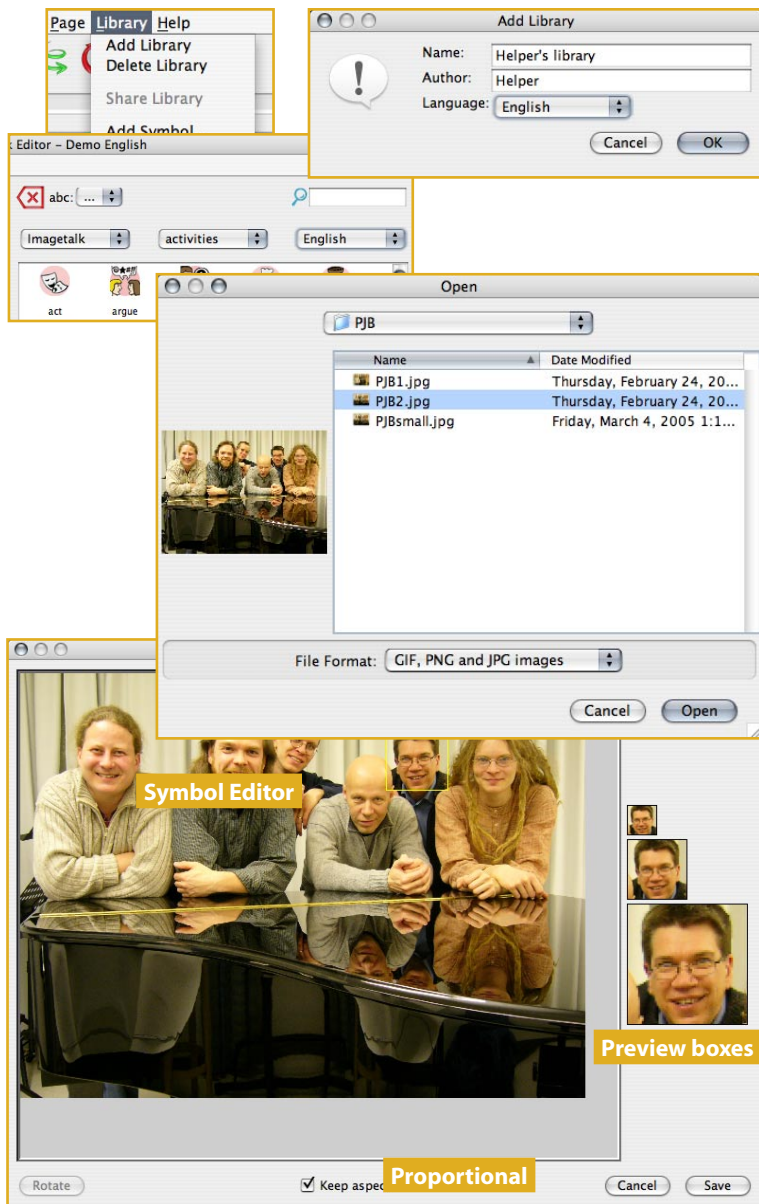 Page Library Help
Add Library
Delete Library
Share Library
Add Symbol
Add Library
Name: Helper's library
Author: Helper
Language: English
Cancel OK
Editor – Demo English
abc: ...
Imagetalk activities English
act argue
Open
PJB
Name Date Modified
PJB1.jpg Thursday, February 24, 20...
PJB2.jpg Thursday, February 24, 20...
PJBsmall.jpg Friday, March 4, 2005 1:1...
File Format: GIF, PNG and JPG images
Cancel Open
Symbol Editor
Preview boxes
Rotate Keep aspec Proportional Cancel Save